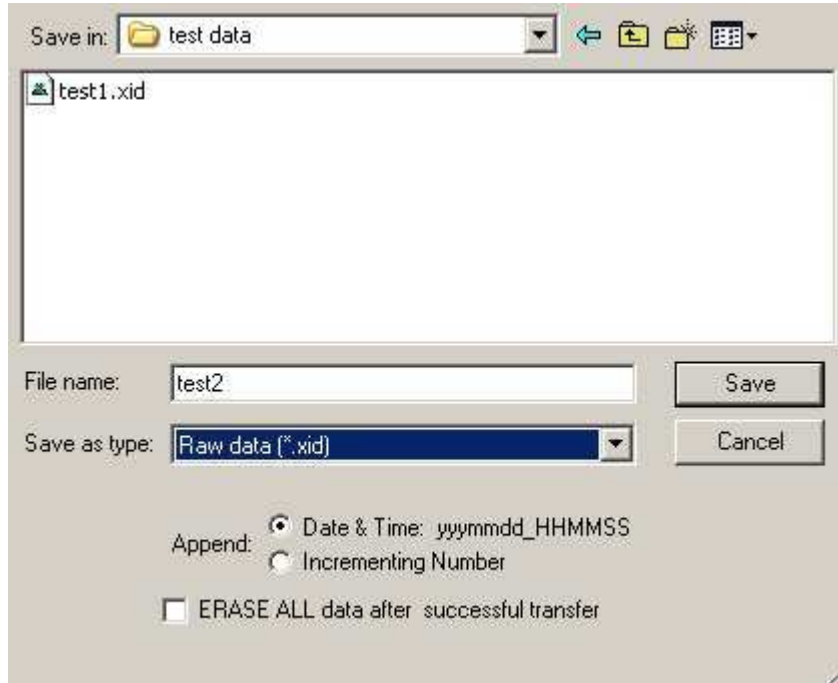 Save in: test data
test1.xid
File name: test2 Save
Save as type: Raw data (*.xid) Cancel
Append: Date & Time: yyymmdd_HHMMSS
Incrementing Number
ERASE ALL data after successful transfer